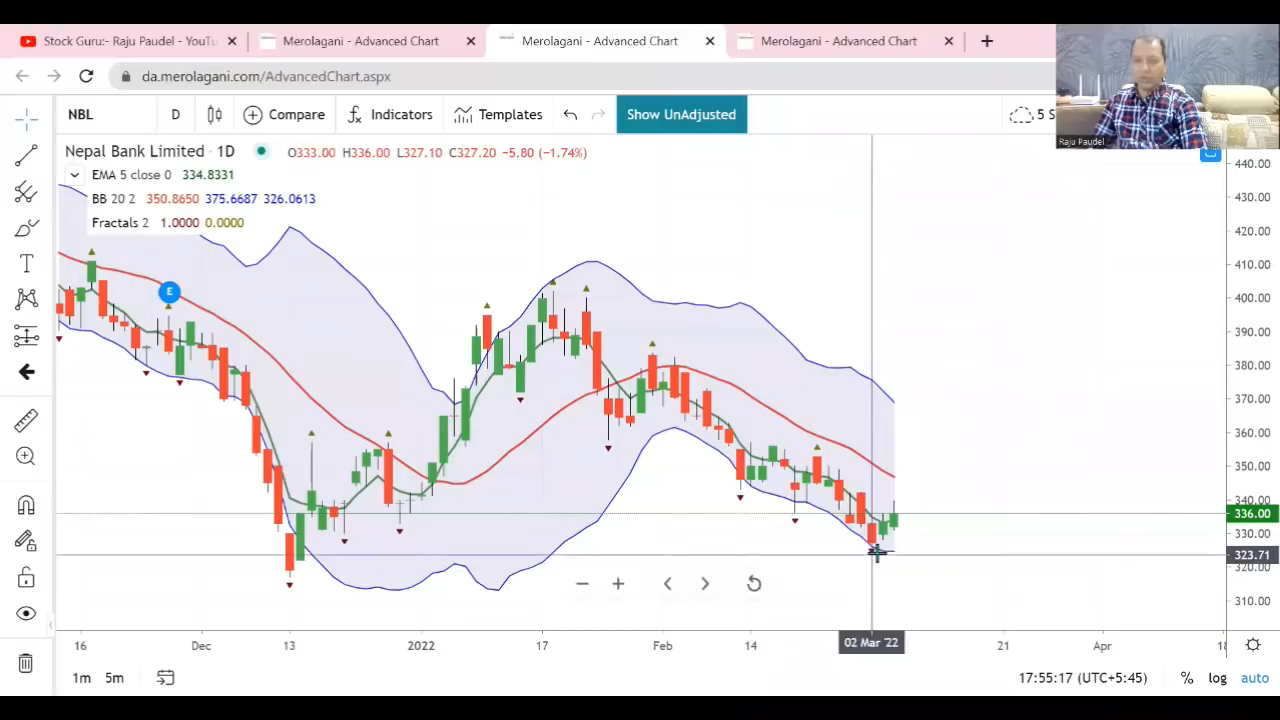 Stock Guru:- Raju Paudel - YouTu
Merolagani - Advanced Chart
Merolagani - Advanced Chart
Merolagani - Advanced Chart
da.merolagani.com/AdvancedChart.aspx
Raju Paudel
NBL D Compare Indicators Templates Show UnAdjusted 5 S
Nepal Bank Limited · 1D O333.00 H336.00 L327.10 C327.20 −5.80 (−1.74%)
EMA 5 close 0 334.8331
BB 20 2 350.8650 375.6687 326.0613
Fractals 2 1.0000 0.0000
E
440.00
430.00
420.00
410.00
400.00
390.00
380.00
370.00
360.00
350.00
340.00
336.00
330.00
323.71
320.00
310.00
16 Dec 13 2022 17 Feb 14 02 Mar '22 21 Apr 18
1m 5m 17:55:17 (UTC+5:45) % log auto